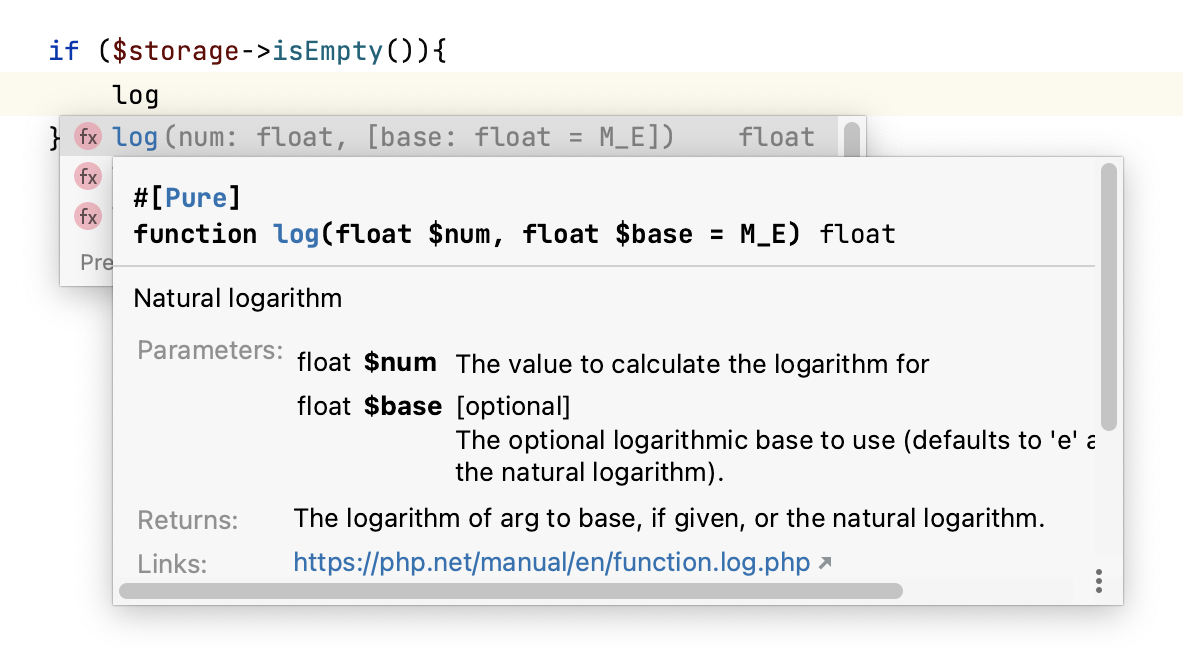 if ($storage->isEmpty()){
log
}
fx log(num: float, [base: float = M_E]) float
fx
fx
Pre
#[Pure]
function log(float $num, float $base = M_E) float
Natural logarithm
Parameters: float $num The value to calculate the logarithm for
float $base [optional]
The optional logarithmic base to use (defaults to 'e' a
the natural logarithm).
Returns: The logarithm of arg to base, if given, or the natural logarithm.
Links: https://php.net/manual/en/function.log.php